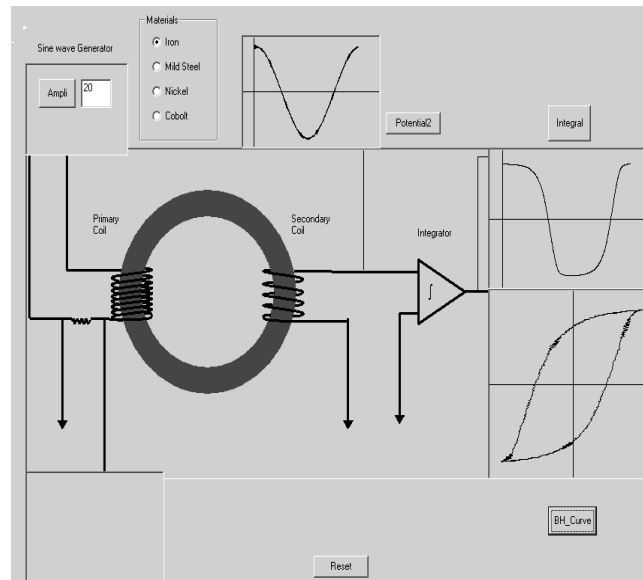 Materials
Sine wave Generator
Iron
Mild Steel
Ampli
20
Nickel
Cobolt
Potential2
Integral
Primary
Coil
Secondary
Coil
Integrator
∫
BH_Curve
Reset